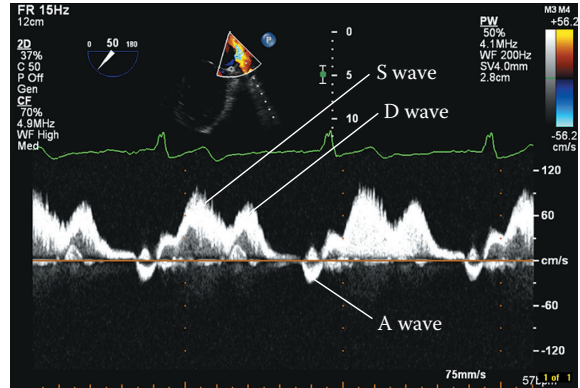 FR 15Hz
12cm
2D
37%
C 50
P Off
Gen
CF
70%
4.9MHz
WF High
Med
0 50 180
P
0
5
10
M3 M4
+56.2
-56.2
cm/s
PW
50%
4.1MHz
WF 200Hz
SV4.0mm
2.8cm
S wave
D wave
A wave
120
60
cm/s
-60
-120
75mm/s
1 of 1